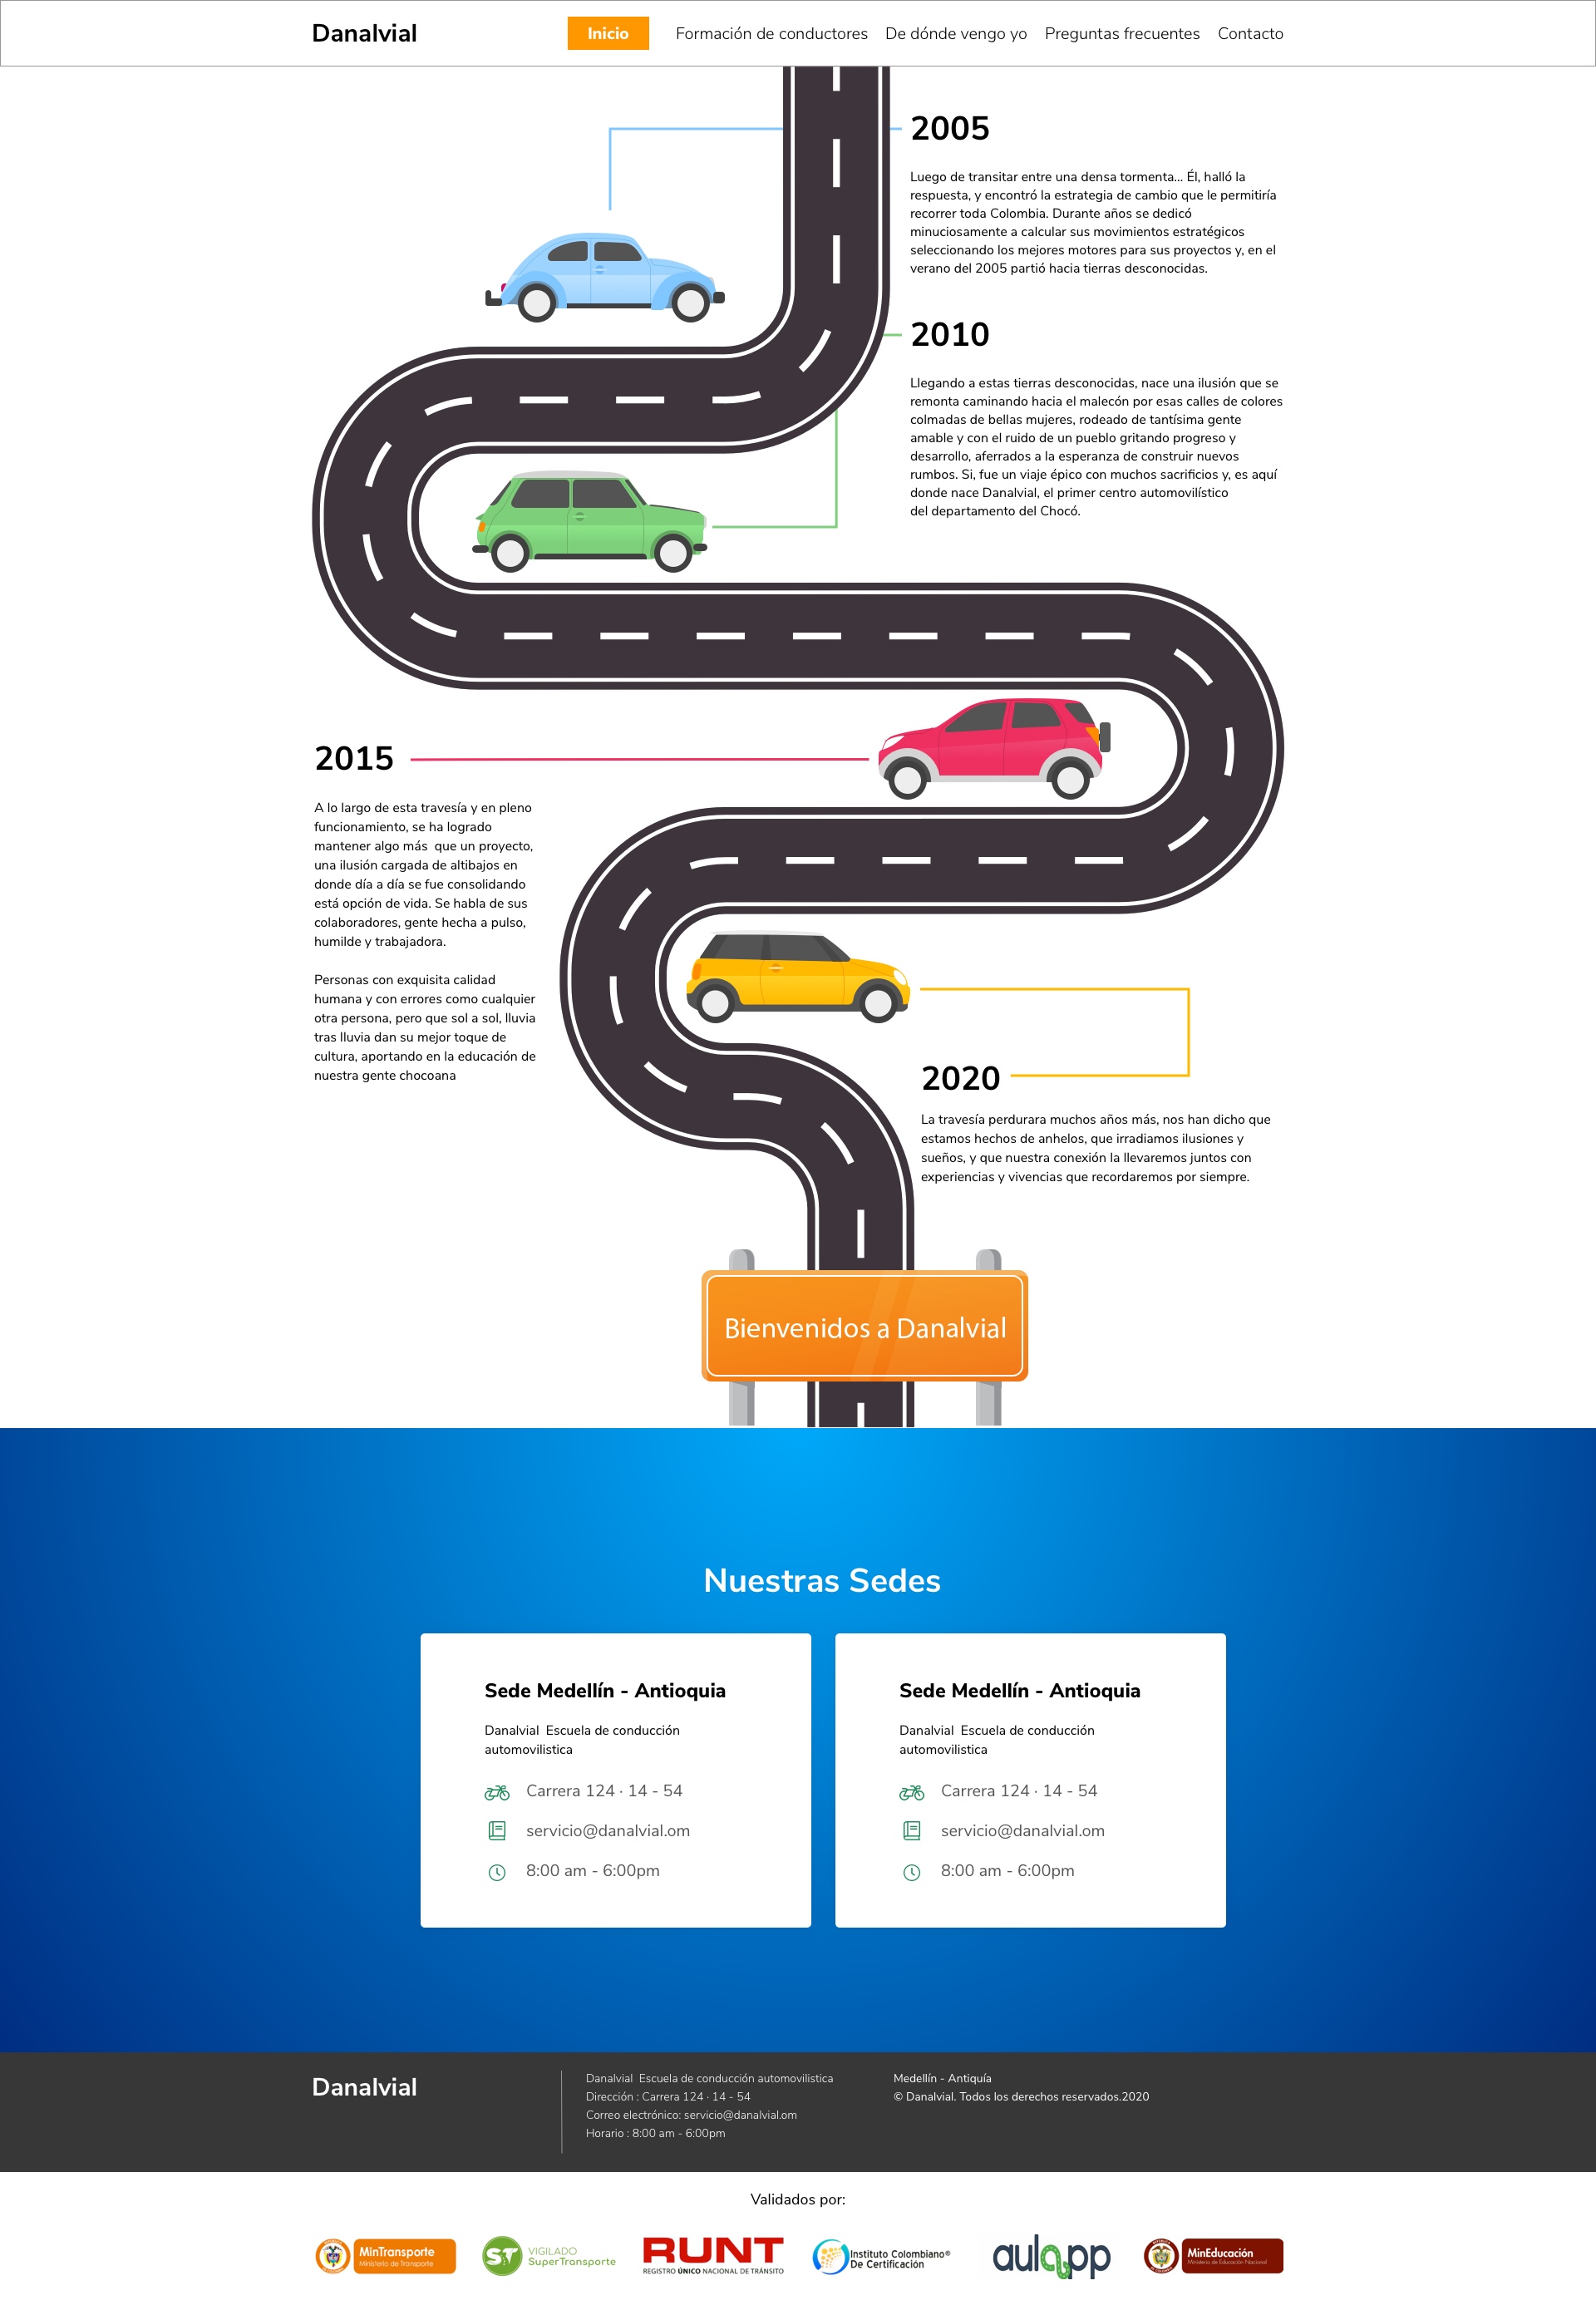 Danalvial
Inicio
Formación de conductores
De dónde vengo yo
Preguntas frecuentes
Contacto
2005
Luego de transitar entre una densa tormenta... Él, halló la
respuesta, y encontró la estrategia de cambio que le permitiría
recorrer toda Colombia. Durante años se dedicó
minuciosamente a calcular sus movimientos estratégicos
seleccionando los mejores motores para sus proyectos y, en el
verano del 2005 partió hacia tierras desconocidas.
2010
Llegando a estas tierras desconocidas, nace una ilusión que se
remonta caminando hacia el malecón por esas calles de colores
colmadas de bellas mujeres, rodeado de tantísima gente
amable y con el ruido de un pueblo gritando progreso y
desarrollo, aferrados a la esperanza de construir nuevos
rumbos. Si, fue un viaje épico con muchos sacrificios y, es aquí
donde nace Danalvial, el primer centro automovilístico
del departamento del Chocó.
2015
A lo largo de esta travesía y en pleno
funcionamiento, se ha logrado
mantener algo más  que un proyecto,
una ilusión cargada de altibajos en
donde día a día se fue consolidando
está opción de vida. Se habla de sus
colaboradores, gente hecha a pulso,
humilde y trabajadora.
Personas con exquisita calidad
humana y con errores como cualquier
otra persona, pero que sol a sol, lluvia
tras lluvia dan su mejor toque de
cultura, aportando en la educación de
nuestra gente chocoana
2020
La travesía perdurara muchos años más, nos han dicho que
estamos hechos de anhelos, que irradiamos ilusiones y
sueños, y que nuestra conexión la llevaremos juntos con
experiencias y vivencias que recordaremos por siempre.
Bienvenidos a Danalvial
Nuestras Sedes
Sede Medellín - Antioquia
Danalvial  Escuela de conducción
automovilistica
Carrera 124 · 14 - 54
servicio@danalvial.om
8:00 am - 6:00pm
Sede Medellín - Antioquia
Danalvial  Escuela de conducción
automovilistica
Carrera 124 · 14 - 54
servicio@danalvial.om
8:00 am - 6:00pm
Danalvial
Danalvial  Escuela de conducción automovilistica
Dirección : Carrera 124 · 14 - 54
Correo electrónico: servicio@danalvial.om
Horario : 8:00 am - 6:00pm
Medellín - Antiquía
© Danalvial. Todos los derechos reservados.2020
Validados por:
MinTransporte
Ministerio de Transporte
ST
VIGILADO
SuperTransporte
RUNT
REGISTRO ÚNICO NACIONAL DE TRÁNSITO
Instituto Colombiano®
De Certificación
aulapp
MinEducación
Ministerio de Educación Nacional